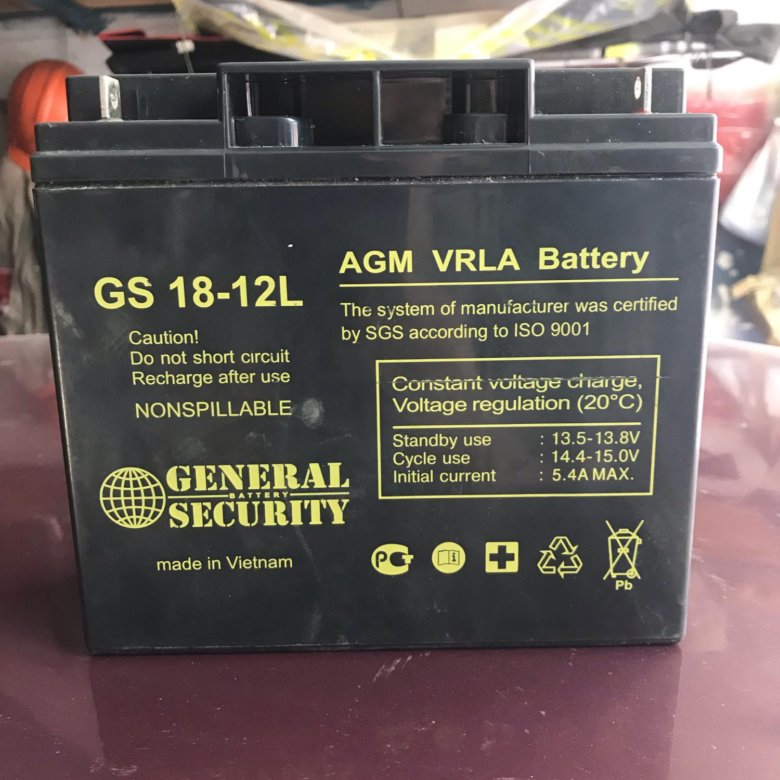 GS 18-12L
Caution!
Do not short circuit
Recharge after use
NONSPILLABLE
GENERAL
BATTERY
SECURITY
made in Vietnam
AGM VRLA Battery
The system of manufacturer was certified
by SGS according to ISO 9001
Constant voltage charge,
Voltage regulation (20°C)
Standby use : 13.5-13.8V
Cycle use : 14.4-15.0V
Initial current : 5.4A MAX.
PG
i
Pb